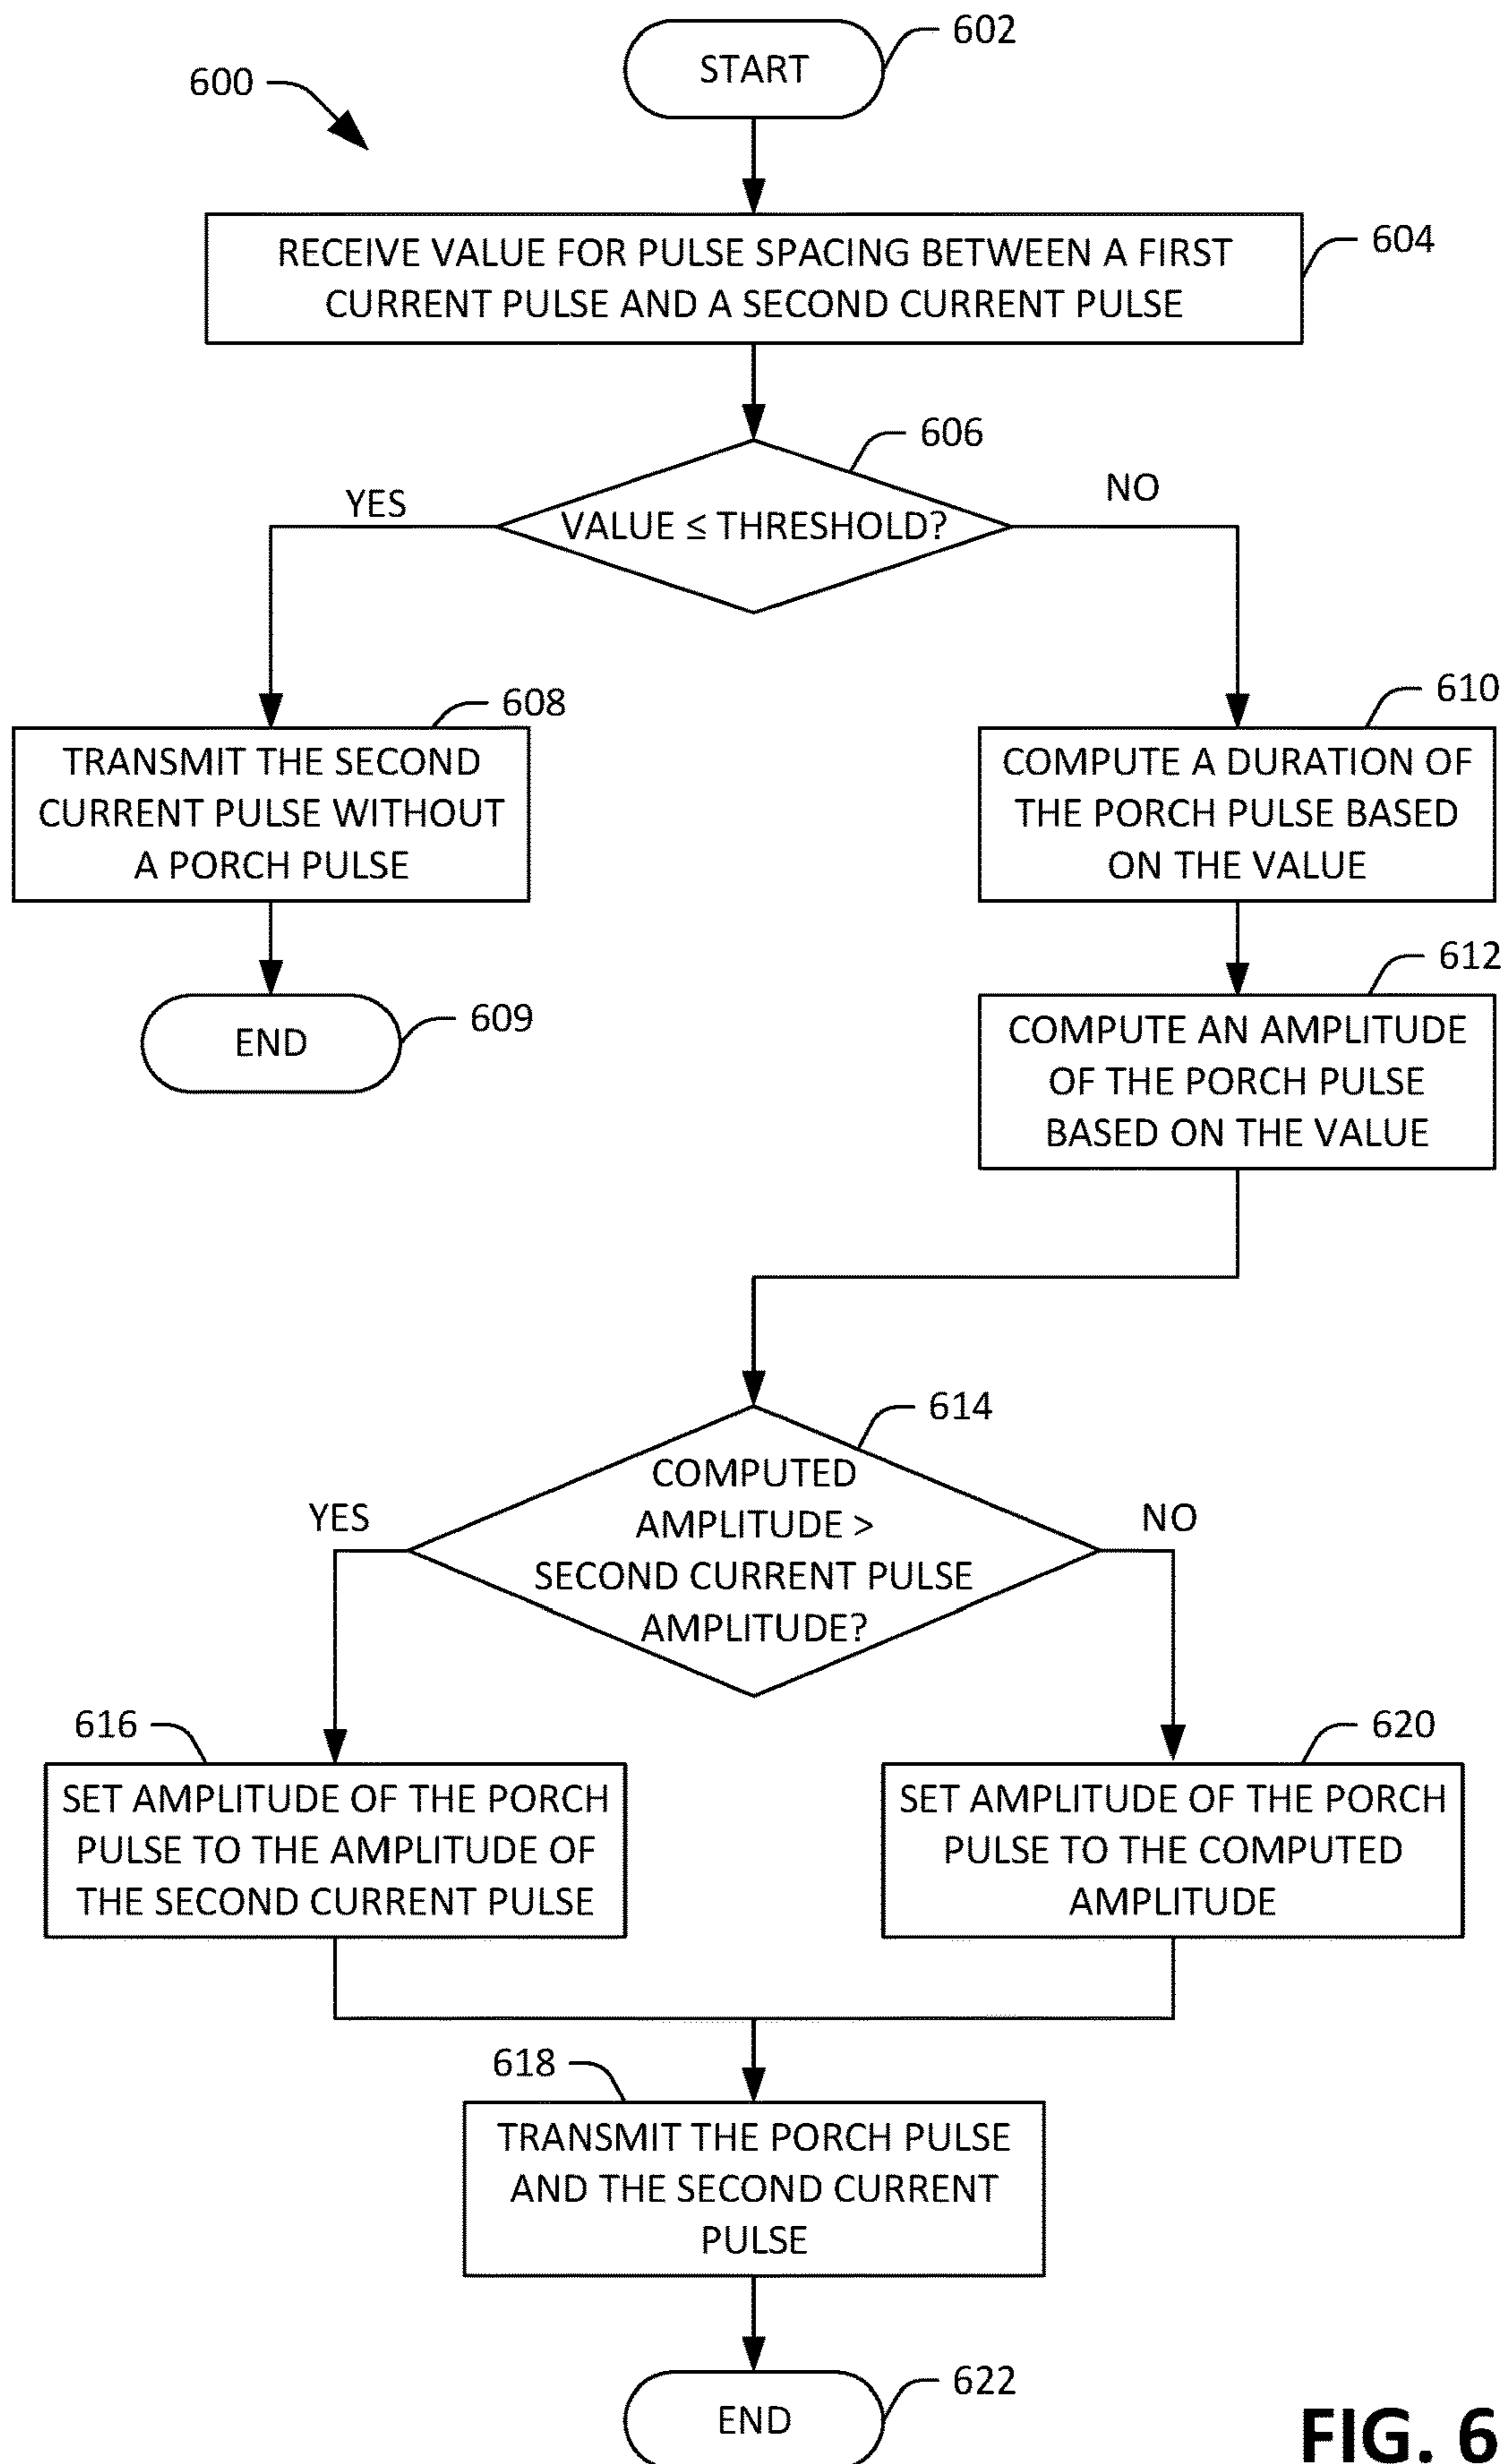 602
START
600
604
RECEIVE VALUE FOR PULSE SPACING BETWEEN A FIRST
CURRENT PULSE AND A SECOND CURRENT PULSE
606
YES
NO
VALUE ≤ THRESHOLD?
608
610
TRANSMIT THE SECOND
CURRENT PULSE WITHOUT
A PORCH PULSE
COMPUTE A DURATION OF
THE PORCH PULSE BASED
ON THE VALUE
609
END
612
COMPUTE AN AMPLITUDE
OF THE PORCH PULSE
BASED ON THE VALUE
614
YES
NO
COMPUTED
AMPLITUDE >
SECOND CURRENT PULSE
AMPLITUDE?
616
620
SET AMPLITUDE OF THE PORCH
PULSE TO THE AMPLITUDE OF
THE SECOND CURRENT PULSE
SET AMPLITUDE OF THE PORCH
PULSE TO THE COMPUTED
AMPLITUDE
618
TRANSMIT THE PORCH PULSE
AND THE SECOND CURRENT
PULSE
622
END
FIG. 6